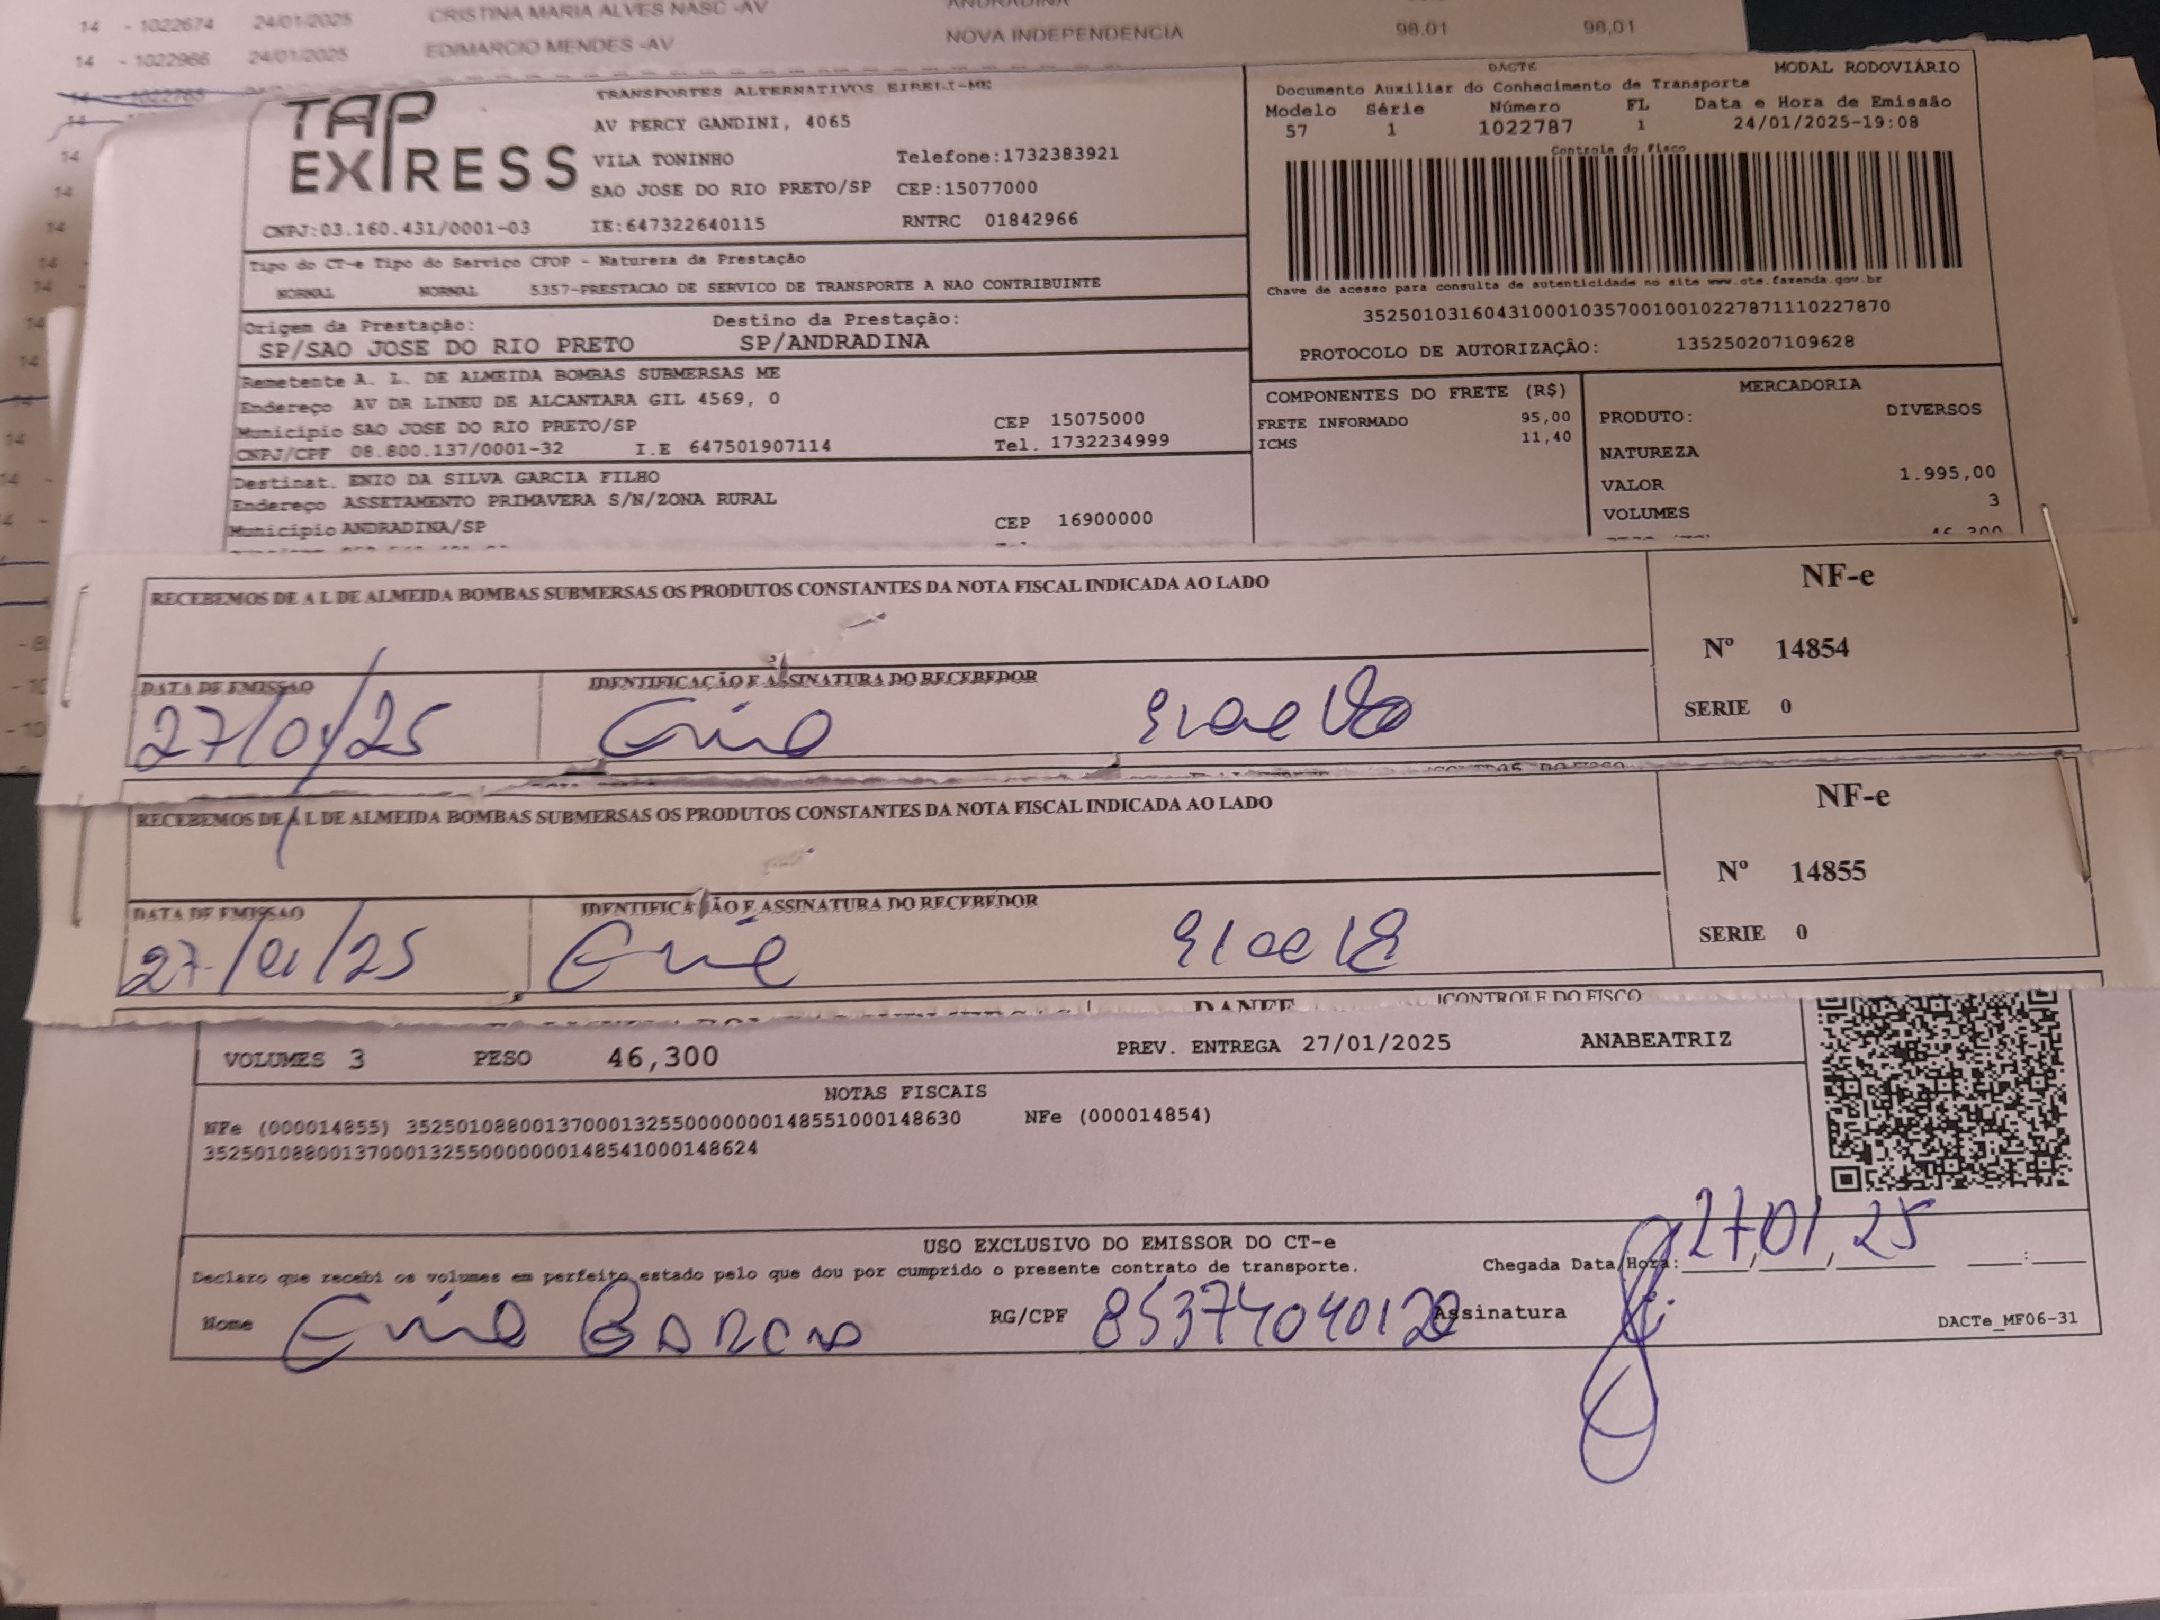 14 - 1022674 24/01/2025 CRISTINA MARIA ALVES NASC -AV ANDRADINA
14 - 1022966 24/01/2025 EDIMARCIO MENDES -AV NOVA INDEPENDENCIA 98.01 98,01
14 - 1022765
TAP EXPRESS
TRANSPORTES ALTERNATIVOS EIRELI-ME
AV PERCY GANDINI, 4065
VILA TONINHO Telefone:1732383921
SAO JOSE DO RIO PRETO/SP CEP:15077000
CNPJ:03.160.431/0001-03 IE:647322640115 RNTRC 01842966
DACTE MODAL RODOVIÁRIO
Documento Auxiliar do Conhecimento de Transporte
Modelo Série Número FL Data e Hora de Emissão
57 1 1022787 1 24/01/2025-19:08
Controle do Fisco
Chave de acesso para consulta de autenticidade no site www.cte.fazenda.gov.br
35250103160431000103570010010227871110227870
PROTOCOLO DE AUTORIZAÇÂO: 135250207109628
Tipo do CT-e Tipo do Serviço CFOP - Natureza da Prestação
NORMAL NORMAL 5357-PRESTACAO DE SERVICO DE TRANSPORTE A NAO CONTRIBUINTE
Origem da Prestação: Destino da Prestação:
SP/SAO JOSE DO RIO PRETO SP/ANDRADINA
Remetente A. L. DE ALMEIDA BOMBAS SUBMERSAS ME
Endereço AV DR LINEU DE ALCANTARA GIL 4569, 0
Municipio SAO JOSE DO RIO PRETO/SP CEP 15075000
CNPJ/CPF 08.800.137/0001-32 I.E 647501907114 Tel. 1732234999
Destinat. ENIO DA SILVA GARCIA FILHO
Endereço ASSETAMENTO PRIMAVERA S/N/ZONA RURAL
Municipio ANDRADINA/SP CEP 16900000
COMPONENTES DO FRETE (R$)
FRETE INFORMADO 95,00
ICMS 11,40
MERCADORIA
PRODUTO: DIVERSOS
NATUREZA
VALOR 1.995,00
VOLUMES 3
46,300
RECEBEMOS DE A L DE ALMEIDA BOMBAS SUBMERSAS OS PRODUTOS CONSTANTES DA NOTA FISCAL INDICADA AO LADO
NF-e
Nº 14854
SERIE 0
DATA DE EMISSAO IDENTIFICAÇÃO E ASSINATURA DO RECEBEDOR
27/01/25 Enio
RECEBEMOS DE A L DE ALMEIDA BOMBAS SUBMERSAS OS PRODUTOS CONSTANTES DA NOTA FISCAL INDICADA AO LADO
NF-e
Nº 14855
SERIE 0
DATA DE EMISSAO IDENTIFICAÇÃO E ASSINATURA DO RECEBEDOR
27/01/25 Enio
DANFE CONTROLE DO FISCO
VOLUMES 3 PESO 46,300 PREV. ENTREGA 27/01/2025 ANABEATRIZ
NOTAS FISCAIS
NFe (000014855) 35250108800137000132550000000148551000148630 NFe (000014854)
35250108800137000132550000000148541000148624
USO EXCLUSIVO DO EMISSOR DO CT-e
Declaro que recebi os volumes em perfeito estado pelo que dou por cumprido o presente contrato de transporte.
Chegada Data/Hora: 27/01/25
Nome Enio Garcia RG/CPF 85374040120 Assinatura
DACTe_MF06-31